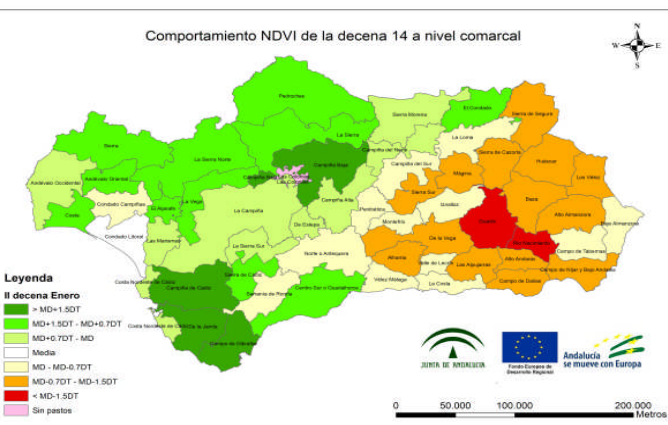 Comportamiento NDVI de la decena 14 a nivel comarcal
N
W E
S
Pedroches
Sierra Morena
El Condado
Sierra de Segura
La Sierra
La Loma
Sierra
La Sierra Norte
Campiña Baja
Campiña del Norte
Campiña del Sur
Sierra de Cazorla
Huéscar
Mágina
Los Vélez
Andévalo Occidental
Andévalo Oriental
Sierra Sur
Baza
Condado Campiña
La Vega
Campiña Alta
Costa
El Aljarafe
La Campiña
Penibética
Iznalloz
Alto Almanzora
Bajo Almanzora
Montefrío
Condado Litoral
Las Marismas
De Estepa
La Sierra Sur
De la Vega
Río Nacimiento
Norte o Antequera
Campo de Tabernas
Alhama
Valle de Lecrín
Las Alpujarras
Alto Andarax
Campo de Níjar y Bajo Andarax
Sierra de Cádiz
Vélez Málaga
La Costa
Campo de Dalías
Campiña de Cádiz
Serranía de Ronda
Centro Sur o Guadalhorce
De la Janda
Campo de Gibraltar
Leyenda
II decena Enero
> MD+1.5DT
MD+1.5DT - MD+0.7DT
MD+0.7DT - MD
Media
MD - MD-0.7DT
MD-0.7DT - MD-1.5DT
< MD-1.5DT
Sin pastos
JUNTA DE ANDALUCIA
Fondo Europeo de
Desarrollo Regional
Andalucía
se mueve con Europa
0 50.000 100.000 200.000
Metros